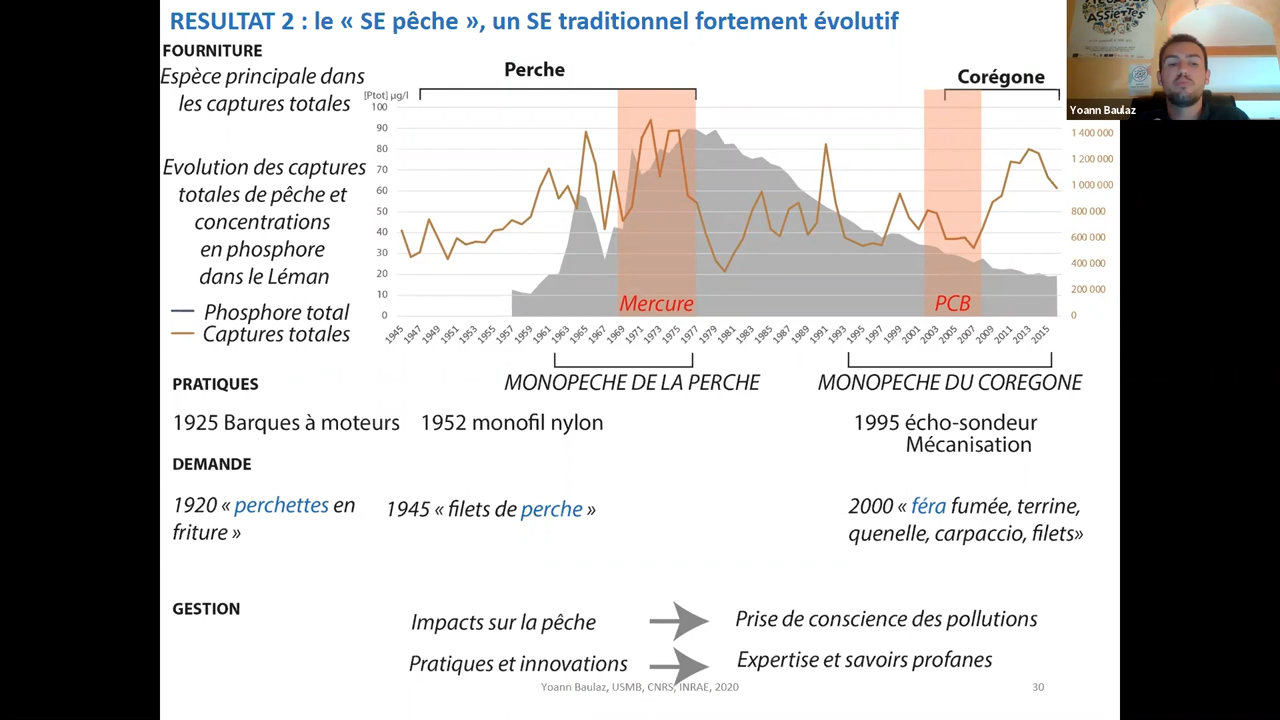 RESULTAT 2 : le « SE pêche », un SE traditionnel fortement évolutif
FOURNITURE
Espèce principale dans
les captures totales
Perche
Corégone
ASSIETTES
Yoann Baulaz
Evolution des captures
totales de pêche et
concentrations
en phosphore
dans le Léman
Phosphore total
Captures totales
[Ptot] µg/l
100
90
80
70
60
50
40
30
20
10
0
1 400 000
1 200 000
1 000 000
800 000
600 000
400 000
200 000
0
Mercure
PCB
1945 1947 1949 1951 1953 1955 1957 1959 1961 1963 1965 1967 1969 1971 1973 1975 1977 1979 1981 1983 1985 1987 1989 1991 1993 1995 1997 1999 2001 2003 2005 2007 2009 2011 2013 2015
MONOPECHE DE LA PERCHE
MONOPECHE DU COREGONE
PRATIQUES
1925 Barques à moteurs
1952 monofil nylon
1995 écho-sondeur
Mécanisation
DEMANDE
1920 « perchettes en
friture »
1945 « filets de perche »
2000 « féra fumée, terrine,
quenelle, carpaccio, filets»
GESTION
Impacts sur la pêche
Prise de conscience des pollutions
Pratiques et innovations
Expertise et savoirs profanes
Yoann Baulaz, USMB, CNRS, INRAE, 2020
30